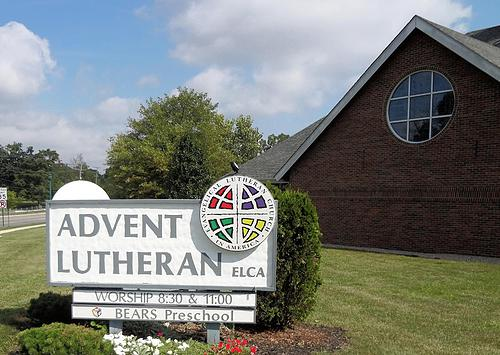 EVANGELICAL LUTHERAN CHURCH
IN AMERICA
ADVENT
LUTHERAN ELCA
WORSHIP 8:30 & 11:00
BEARS Preschool